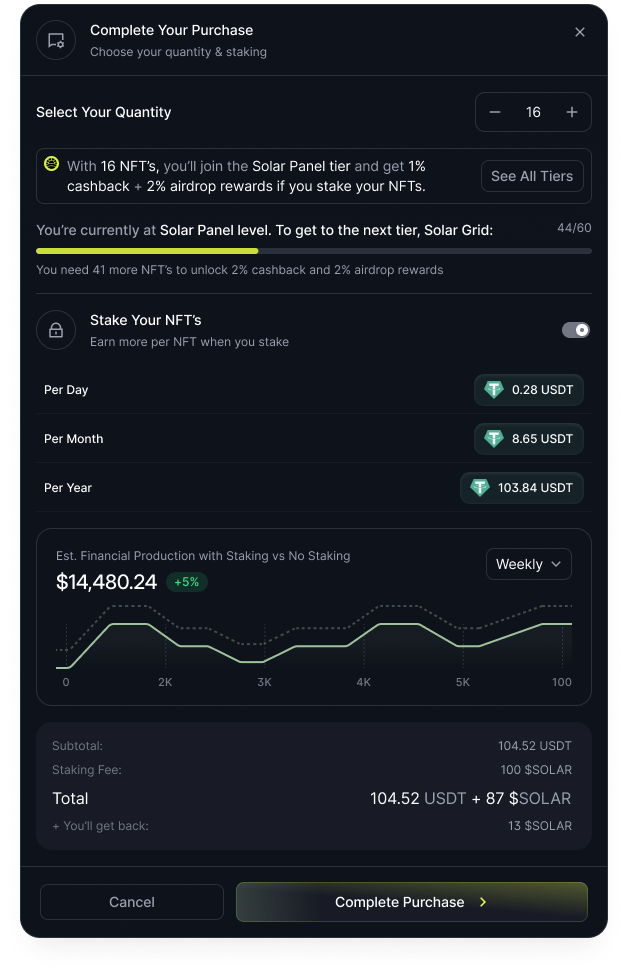 Complete Your Purchase
Choose your quantity & staking
Select Your Quantity
16
With 16 NFT's, you'll join the Solar Panel tier and get 1%
cashback + 2% airdrop rewards if you stake your NFTs.
See All Tiers
You're currently at Solar Panel level. To get to the next tier, Solar Grid:
44/60
You need 41 more NFT's to unlock 2% cashback and 2% airdrop rewards
Stake Your NFT's
Earn more per NFT when you stake
Per Day
0.28 USDT
Per Month
8.65 USDT
Per Year
103.84 USDT
Est. Financial Production with Staking vs No Staking
$14,480.24 +5%
Weekly
0 2K 3K 4K 5K 100
Subtotal: 104.52 USDT
Staking Fee: 100 $SOLAR
Total 104.52 USDT + 87 $SOLAR
+ You'll get back: 13 $SOLAR
Cancel
Complete Purchase